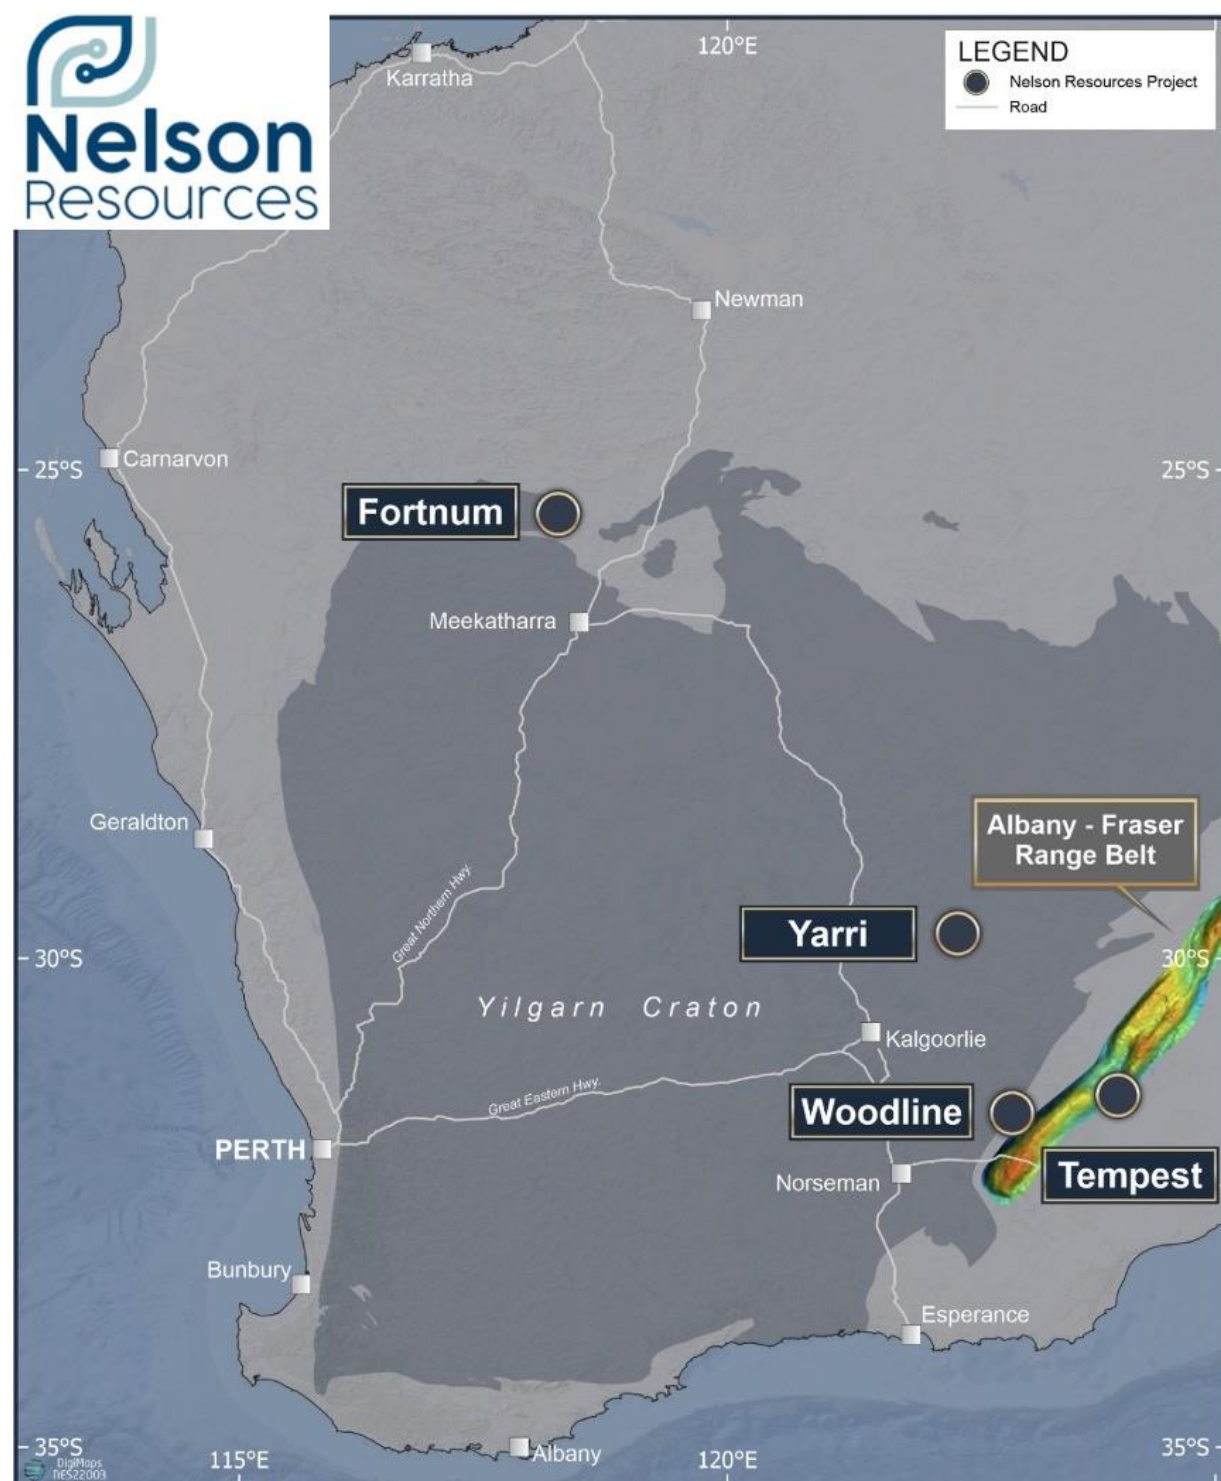 Nelson
Resources
120°E
LEGEND
Nelson Resources Project
Road
Karratha
Newman
Carnarvon
25°S
25°S
Fortnum
Meekatharra
Geraldton
Albany - Fraser
Range Belt
Great Northern Hwy.
Yarri
30°S
30°S
Yilgarn Craton
Kalgoorlie
Great Eastern Hwy.
Woodline
PERTH
Tempest
Norseman
Bunbury
Esperance
35°S
35°S
DigiMaps
NES22003
115°E
120°E
Albany